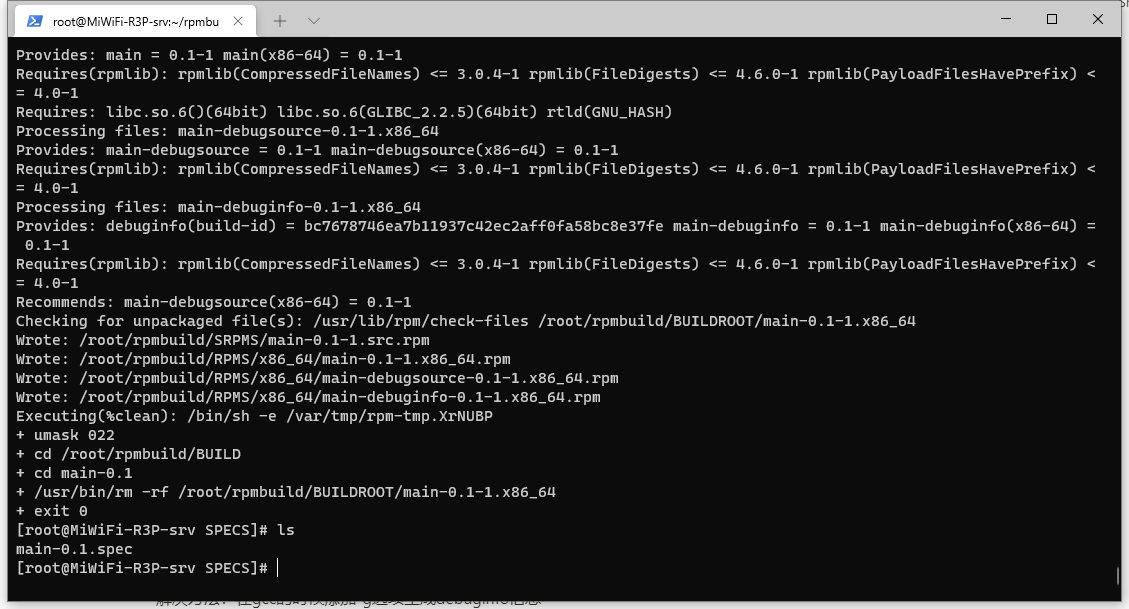 root@MiWiFi-R3P-srv:~/rpmbu
Provides: main = 0.1-1 main(x86-64) = 0.1-1
Requires(rpmlib): rpmlib(CompressedFileNames) <= 3.0.4-1 rpmlib(FileDigests) <= 4.6.0-1 rpmlib(PayloadFilesHavePrefix) <
= 4.0-1
Requires: libc.so.6()(64bit) libc.so.6(GLIBC_2.2.5)(64bit) rtld(GNU_HASH)
Processing files: main-debugsource-0.1-1.x86_64
Provides: main-debugsource = 0.1-1 main-debugsource(x86-64) = 0.1-1
Requires(rpmlib): rpmlib(CompressedFileNames) <= 3.0.4-1 rpmlib(FileDigests) <= 4.6.0-1 rpmlib(PayloadFilesHavePrefix) <
= 4.0-1
Processing files: main-debuginfo-0.1-1.x86_64
Provides: debuginfo(build-id) = bc7678746ea7b11937c42ec2aff0fa58bc8e37fe main-debuginfo = 0.1-1 main-debuginfo(x86-64) =
0.1-1
Requires(rpmlib): rpmlib(CompressedFileNames) <= 3.0.4-1 rpmlib(FileDigests) <= 4.6.0-1 rpmlib(PayloadFilesHavePrefix) <
= 4.0-1
Recommends: main-debugsource(x86-64) = 0.1-1
Checking for unpackaged file(s): /usr/lib/rpm/check-files /root/rpmbuild/BUILDROOT/main-0.1-1.x86_64
Wrote: /root/rpmbuild/SRPMS/main-0.1-1.src.rpm
Wrote: /root/rpmbuild/RPMS/x86_64/main-0.1-1.x86_64.rpm
Wrote: /root/rpmbuild/RPMS/x86_64/main-debugsource-0.1-1.x86_64.rpm
Wrote: /root/rpmbuild/RPMS/x86_64/main-debuginfo-0.1-1.x86_64.rpm
Executing(%clean): /bin/sh -e /var/tmp/rpm-tmp.XrNUBP
+ umask 022
+ cd /root/rpmbuild/BUILD
+ cd main-0.1
+ /usr/bin/rm -rf /root/rpmbuild/BUILDROOT/main-0.1-1.x86_64
+ exit 0
[root@MiWiFi-R3P-srv SPECS]# ls
main-0.1.spec
[root@MiWiFi-R3P-srv SPECS]#